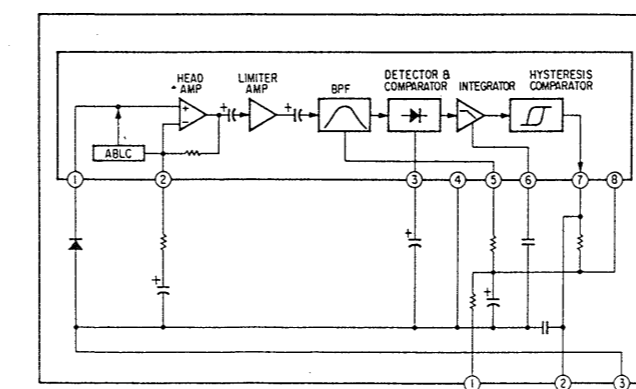 HEAD
AMP
LIMITER
AMP
BPF
DETECTOR &
COMPARATOR
INTEGRATOR
HYSTERESIS
COMPARATOR
+
−
+
+
ABLC
1
2
3
4
5
6
7
8
+
+
+
1
2
3